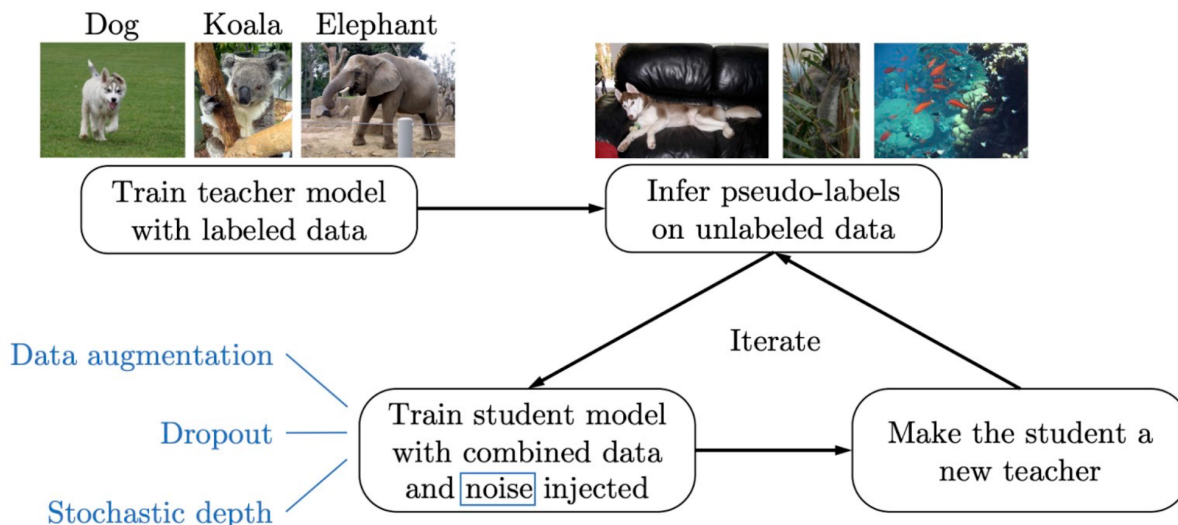 Dog Koala Elephant
Train teacher model
with labeled data
Infer pseudo-labels
on unlabeled data
Iterate
Data augmentation
Dropout
Stochastic depth
Train student model
with combined data
and noise injected
Make the student a
new teacher